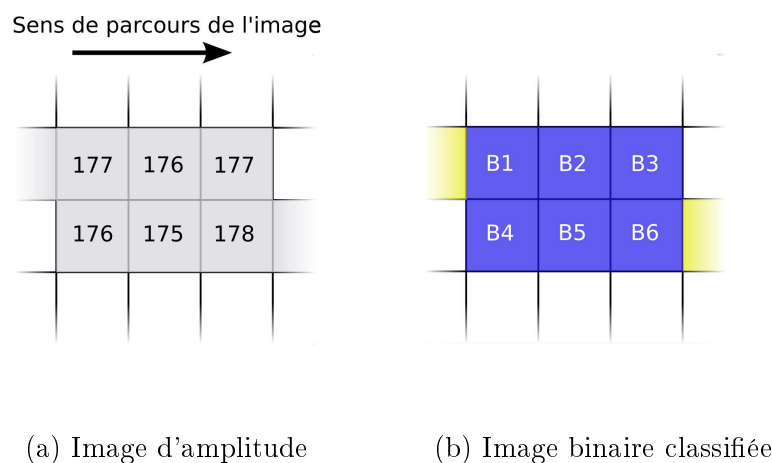 Sens de parcours de l'image
177 176 177
176 175 178
B1 B2 B3
B4 B5 B6
(a) Image d'amplitude
(b) Image binaire classifiée